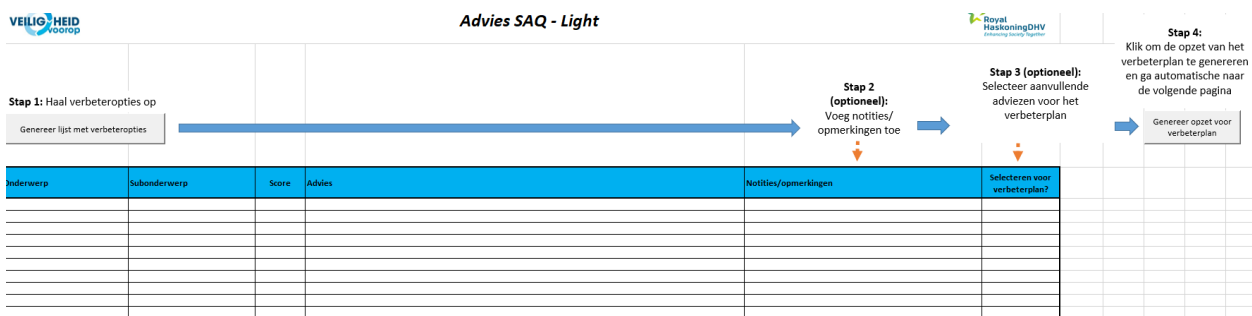 VEILIGHEID
voorop
Advies SAQ - Light
Royal
HaskoningDHV
Enhancing Society Together
Stap 1: Haal verbeteropties op
Genereer lijst met verbeteropties
Stap 2
(optioneel):
Voeg notities/
opmerkingen toe
Stap 3 (optioneel):
Selecteer aanvullende
adviezen voor het
verbeterplan
Stap 4:
Klik om de opzet van het
verbeterplan te genereren
en ga automatische naar
de volgende pagina
Genereer opzet voor
verbeterplan
Onderwerp
Subonderwerp
Score
Advies
Notities/opmerkingen
Selecteren voor
verbeterplan?